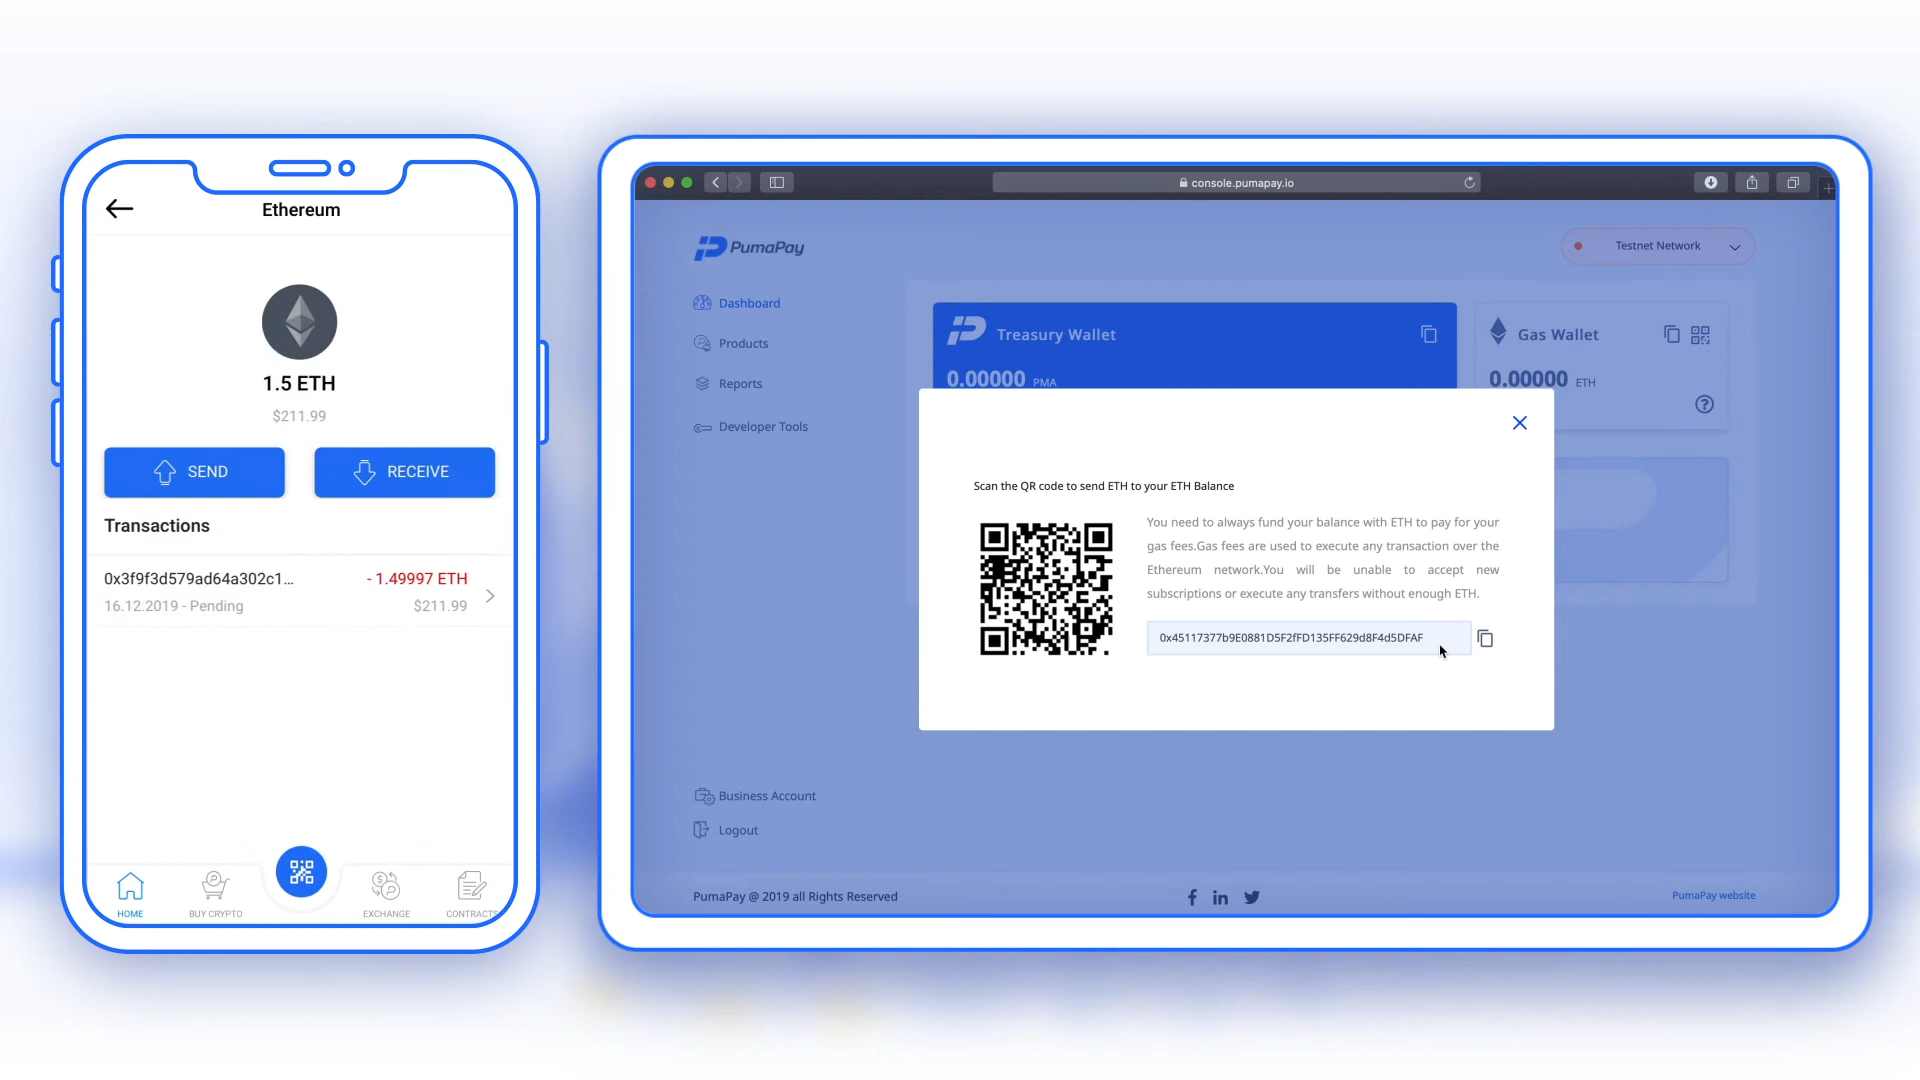 Ethereum
1.5 ETH
$211.99
SEND
RECEIVE
Transactions
0x3f9f3d579ad64a302c1...
- 1.49997 ETH
16.12.2019 - Pending
$211.99
HOME
BUY CRYPTO
EXCHANGE
CONTRACTS
console.pumapay.io
PumaPay
Testnet Network
Dashboard
Products
Reports
Developer Tools
Treasury Wallet
0.00000 PMA
Gas Wallet
0.00000 ETH
Scan the QR code to send ETH to your ETH Balance
You need to always fund your balance with ETH to pay for your
gas fees.Gas fees are used to execute any transaction over the
Ethereum network.You will be unable to accept new
subscriptions or execute any transfers without enough ETH.
0x45117377b9E0881D5F2fFD135FF629d8F4d5DFAF
Business Account
Logout
PumaPay @ 2019 all Rights Reserved
PumaPay website